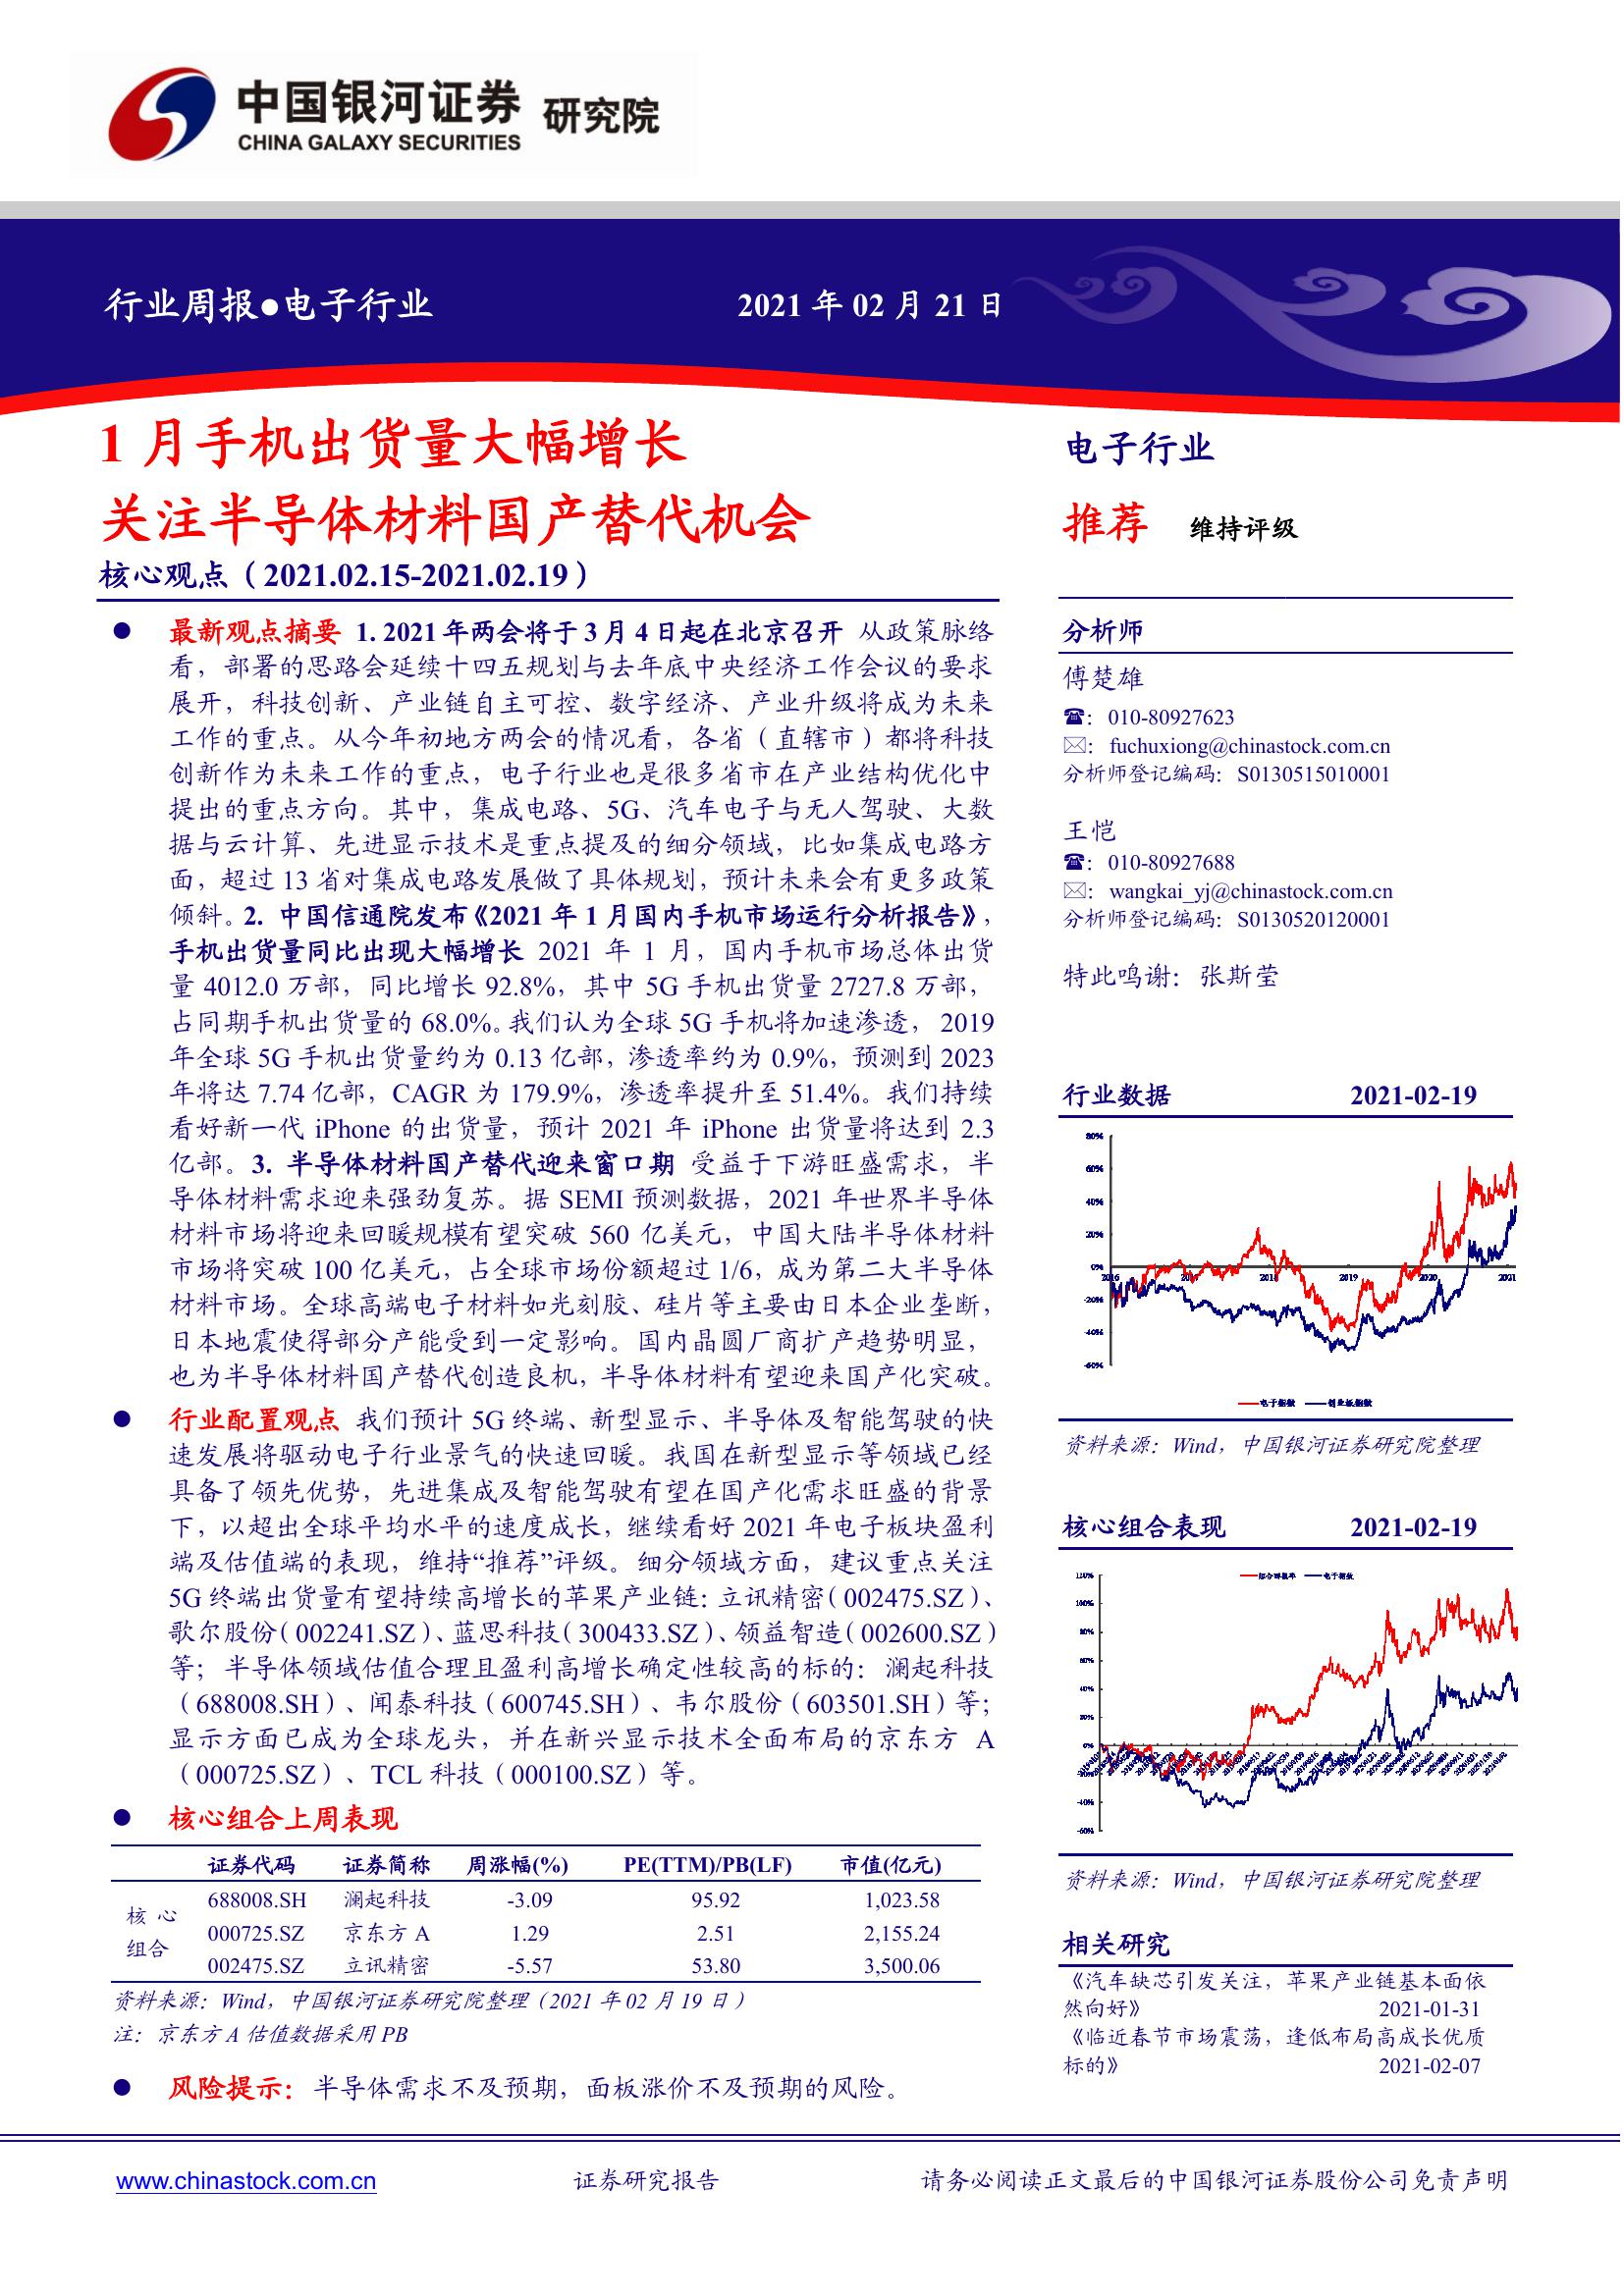 中国银河证券 研究院
CHINA GALAXY SECURITIES
行业周报●电子行业
2021 年 02 月 21 日
1 月手机出货量大幅增长
关注半导体材料国产替代机会
核心观点（2021.02.15-2021.02.19）
● 最新观点摘要 1. 2021 年两会将于 3 月 4 日起在北京召开 从政策脉络
看，部署的思路会延续十四五规划与去年底中央经济工作会议的要求
展开，科技创新、产业链自主可控、数字经济、产业升级将成为未来
工作的重点。从今年初地方两会的情况看，各省（直辖市）都将科技
创新作为未来工作的重点，电子行业也是很多省市在产业结构优化中
提出的重点方向。其中，集成电路、5G、汽车电子与无人驾驶、大数
据与云计算、先进显示技术是重点提及的细分领域，比如集成电路方
面，超过 13 省对集成电路发展做了具体规划，预计未来会有更多政策
倾斜。2. 中国信通院发布《2021 年 1 月国内手机市场运行分析报告》，
手机出货量同比出现大幅增长 2021 年 1 月，国内手机市场总体出货
量 4012.0 万部，同比增长 92.8%，其中 5G 手机出货量 2727.8 万部，
占同期手机出货量的 68.0%。我们认为全球 5G 手机将加速渗透， 2019
年全球 5G 手机出货量约为 0.13 亿部，渗透率约为 0.9%，预测到 2023
年将达 7.74 亿部，CAGR 为 179.9%，渗透率提升至 51.4%。我们持续
看好新一代 iPhone 的出货量，预计 2021 年 iPhone 出货量将达到 2.3
亿部。3. 半导体材料国产替代迎来窗口期 受益于下游旺盛需求，半
导体材料需求迎来强劲复苏。据 SEMI 预测数据，2021 年世界半导体
材料市场将迎来回暖规模有望突破 560 亿美元，中国大陆半导体材料
市场将突破 100 亿美元，占全球市场份额超过 1/6，成为第二大半导体
材料市场。全球高端电子材料如光刻胶、硅片等主要由日本企业垄断，
日本地震使得部分产能受到一定影响。国内晶圆厂商扩产趋势明显，
也为半导体材料国产替代创造良机，半导体材料有望迎来国产化突破。
● 行业配置观点 我们预计 5G 终端、新型显示、半导体及智能驾驶的快
速发展将驱动电子行业景气的快速回暖。我国在新型显示等领域已经
具备了领先优势，先进集成及智能驾驶有望在国产化需求旺盛的背景
下，以超出全球平均水平的速度成长，继续看好 2021 年电子板块盈利
端及估值端的表现，维持“推荐”评级。细分领域方面，建议重点关注
5G 终端出货量有望持续高增长的苹果产业链：立讯精密（002475.SZ）、
歌尔股份（002241.SZ）、蓝思科技（300433.SZ）、领益智造（002600.SZ）
等；半导体领域估值合理且盈利高增长确定性较高的标的：澜起科技
（688008.SH）、闻泰科技（600745.SH）、韦尔股份（603501.SH）等；
显示方面已成为全球龙头，并在新兴显示技术全面布局的京东方 A
（000725.SZ）、TCL 科技（000100.SZ）等。
● 核心组合上周表现
证券代码 证券简称 周涨幅(%) PE(TTM)/PB(LF) 市值(亿元)
核 心
组合
688008.SH 澜起科技 -3.09 95.92 1,023.58
000725.SZ 京东方 A 1.29 2.51 2,155.24
002475.SZ 立讯精密 -5.57 53.80 3,500.06
资料来源：Wind，中国银河证券研究院整理（2021 年 02 月 19 日）
注：京东方 A 估值数据采用 PB
● 风险提示：半导体需求不及预期，面板涨价不及预期的风险。
电子行业
推荐 维持评级
分析师
傅楚雄
☎：010-80927623
✉：fuchuxiong@chinastock.com.cn
分析师登记编码：S0130515010001
王恺
☎：010-80927688
✉：wangkai_yj@chinastock.com.cn
分析师登记编码：S0130520120001
特此鸣谢：张斯莹
行业数据 2021-02-19
80%
60%
40%
20%
0%
-20%
-40%
-60%
2016 2018 2019 2020 2021
电子指数 创业板指数
资料来源：Wind，中国银河证券研究院整理
核心组合表现 2021-02-19
120%
100%
80%
60%
40%
20%
0%
-20%
-40%
-60%
电子指数
资料来源：Wind，中国银河证券研究院整理
相关研究
《汽车缺芯引发关注，苹果产业链基本面依
然向好》 2021-01-31
《临近春节市场震荡，逢低布局高成长优质
标的》 2021-02-07
www.chinastock.com.cn 证券研究报告 请务必阅读正文最后的中国银河证券股份公司免责声明